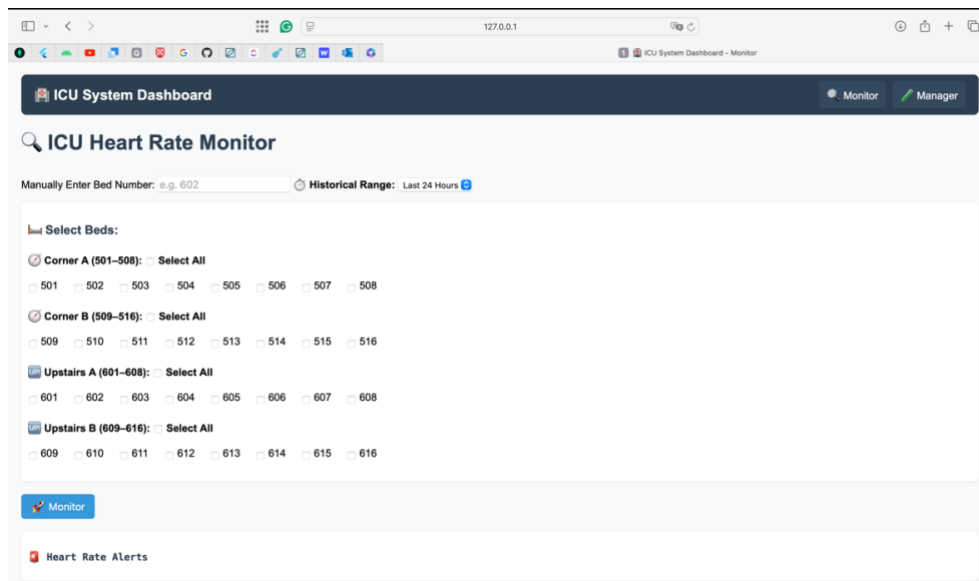 127.0.0.1
1 ICU System Dashboard - Monitor
ICU System Dashboard
Monitor
Manager
ICU Heart Rate Monitor
Manually Enter Bed Number: e.g. 602 Historical Range: Last 24 Hours
Select Beds:
Corner A (501–508): Select All
501 502 503 504 505 506 507 508
Corner B (509–516): Select All
509 510 511 512 513 514 515 516
UP! Upstairs A (601–608): Select All
601 602 603 604 605 606 607 608
UP! Upstairs B (609–616): Select All
609 610 611 612 613 614 615 616
Monitor
Heart Rate Alerts